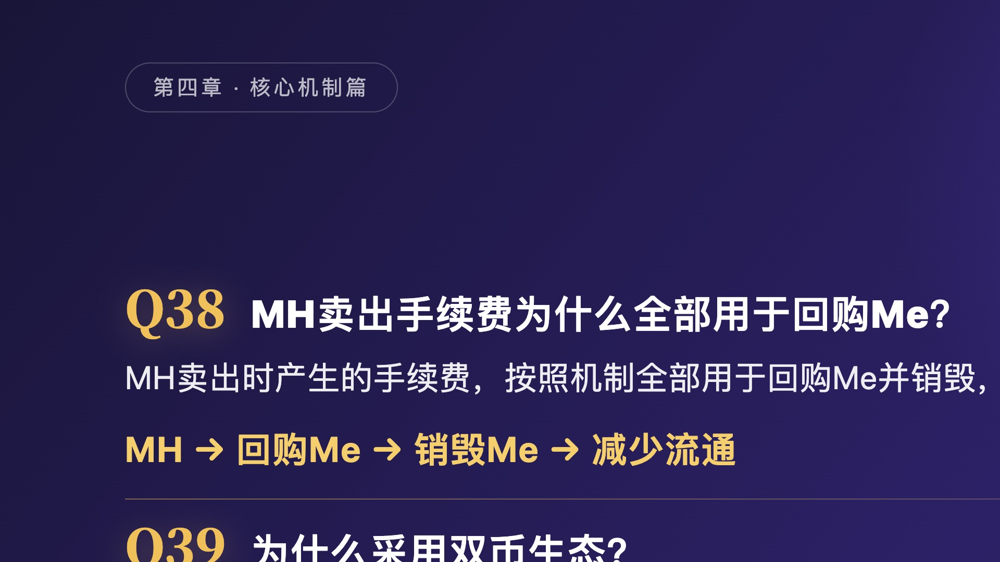 第四章 · 核心机制篇
Q38 MH卖出手续费为什么全部用于回购Me?
MH卖出时产生的手续费，按照机制全部用于回购Me并销毁，
MH → 回购Me → 销毁Me → 减少流通
Q39 为什么采用双币生态?